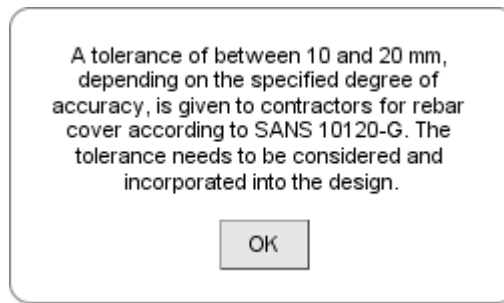 A tolerance of between 10 and 20 mm,
depending on the specified degree of
accuracy, is given to contractors for rebar
cover according to SANS 10120-G. The
tolerance needs to be considered and
incorporated into the design.
OK